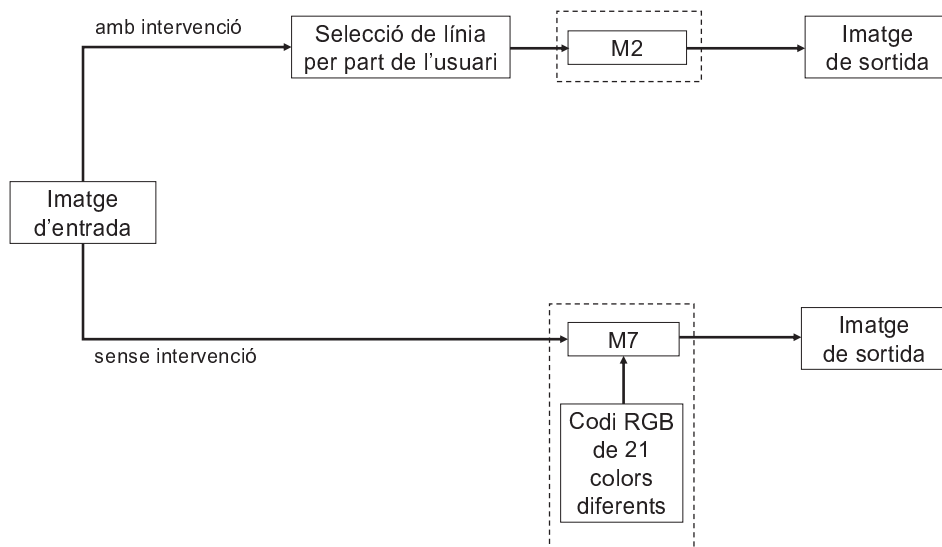 amb intervenció
Selecció de línia
per part de l'usuari
M2
Imatge
de sortida
Imatge
d'entrada
sense intervenció
M7
Imatge
de sortida
Codi RGB
de 21
colors
diferents